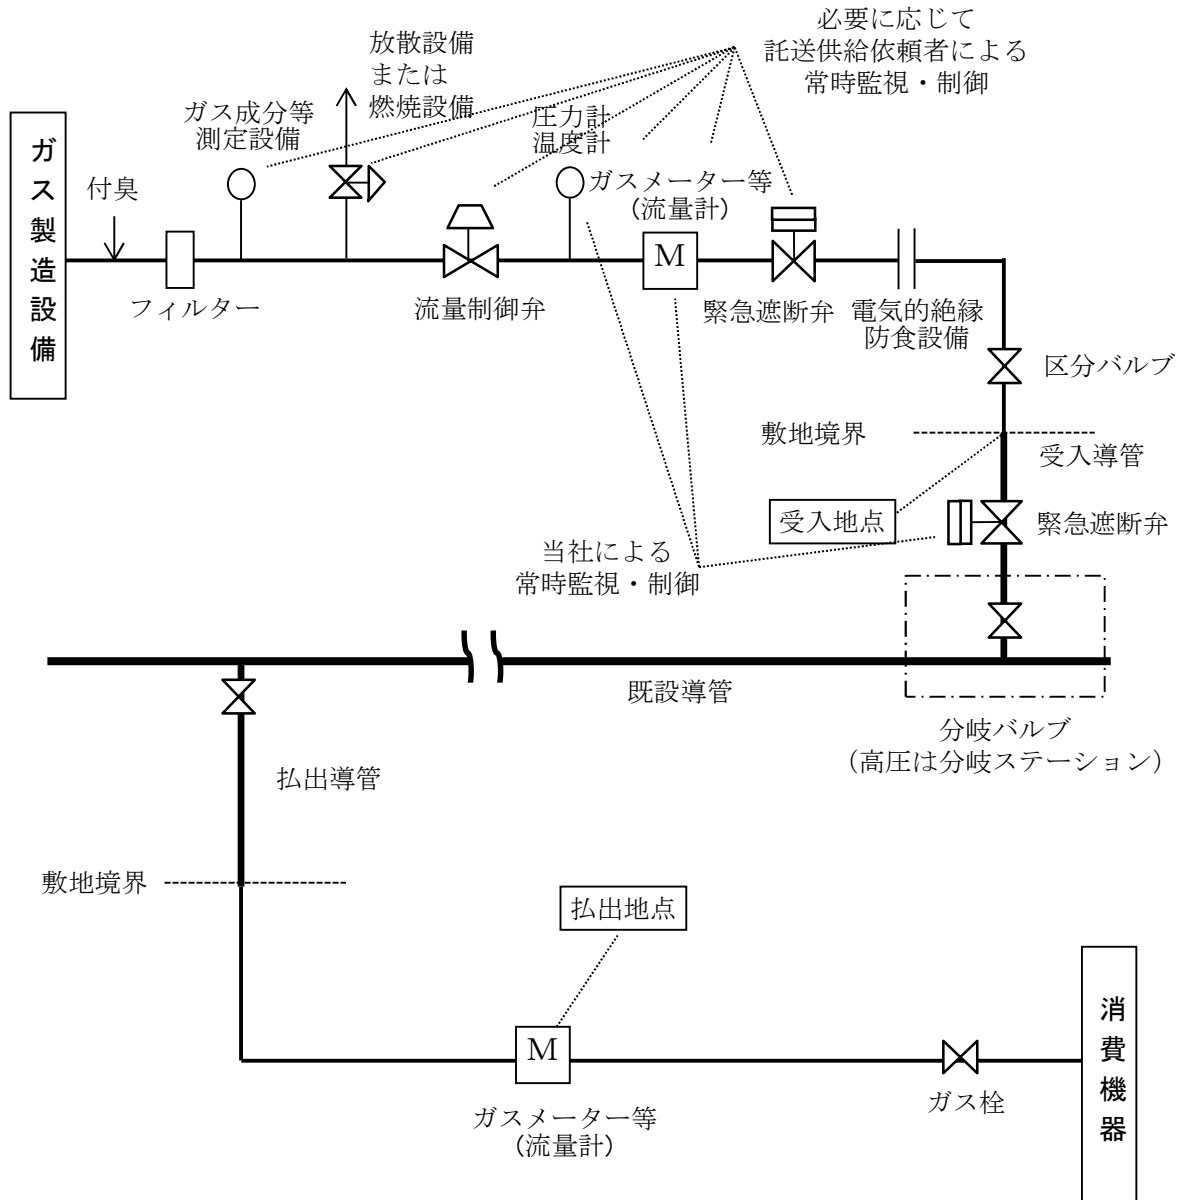 必要に応じて
託送供給依頼者による
常時監視・制御
放散設備
または
燃焼設備
ガス成分等
測定設備
圧力計
温度計
ガス製造設備
付臭
ガスメーター等
(流量計)
M
フィルター
流量制御弁
緊急遮断弁
電気的絶縁
防食設備
区分バルブ
敷地境界
受入導管
受入地点
緊急遮断弁
当社による
常時監視・制御
既設導管
分岐バルブ
（高圧は分岐ステーション）
払出導管
敷地境界
払出地点
M
ガスメーター等
(流量計)
ガス栓
消費機器